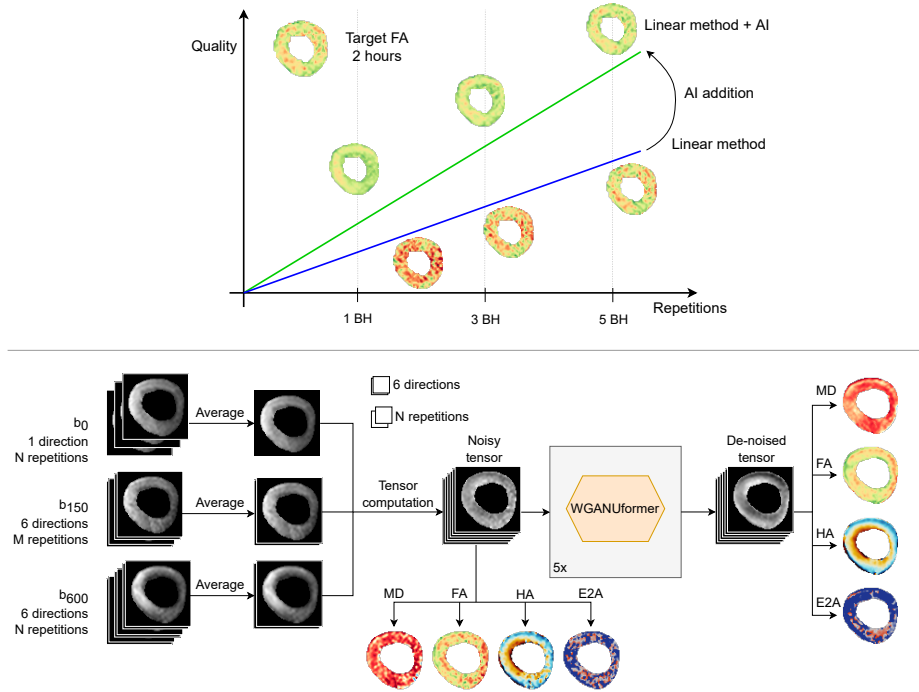 Quality
Target FA
2 hours
Linear method + AI
AI addition
Linear method
1 BH
3 BH
5 BH
Repetitions
b0
1 direction
N repetitions
Average
6 directions
N repetitions
b150
6 directions
M repetitions
Average
Tensor
computation
Noisy
tensor
WGANUformer
5x
De-noised
tensor
MD
FA
HA
E2A
b600
6 directions
N repetitions
Average
MD
FA
HA
E2A